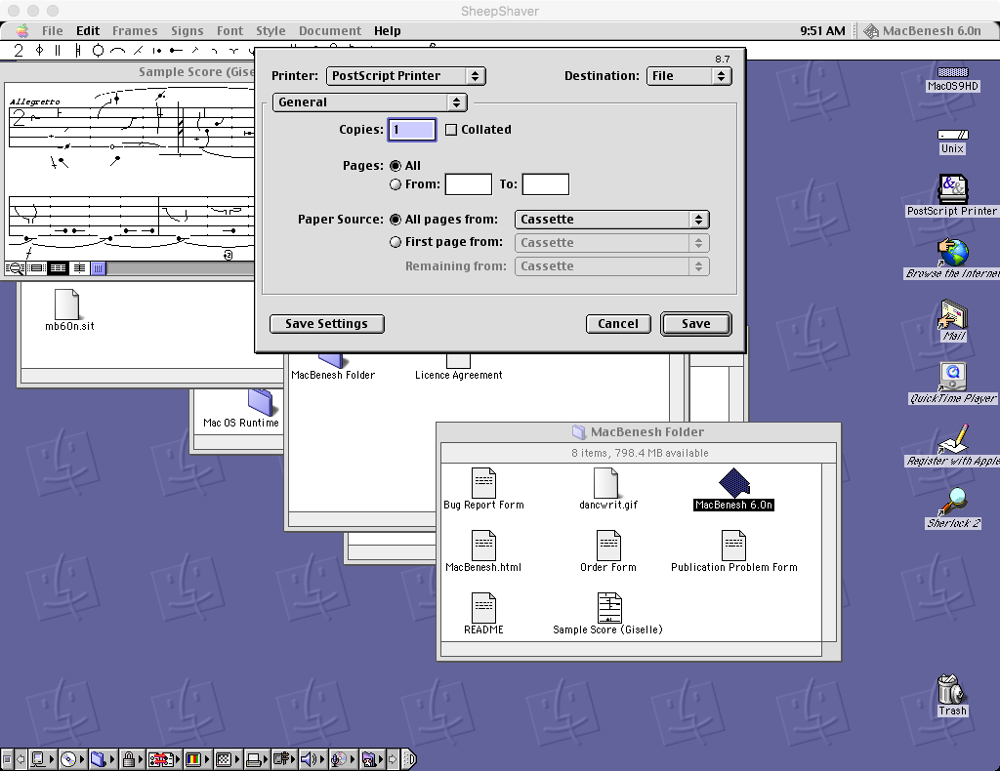 SheepShaver
File Edit Frames Signs Font Style Document Help 9:51 AM MacBenesh 6.0n
Sample Score (Gise
Allegretto
8.7
Printer: PostScript Printer Destination: File
General
Copies: 1 Collated
Pages: All
From: To:
Paper Source: All pages from: Cassette
First page from: Cassette
Remaining from: Cassette
Save Settings Cancel Save
mb60n.sit
MacBenesh Folder Licence Agreement
Mac OS Runtime
MacBenesh Folder
8 items, 798.4 MB available
Bug Report Form dancwrit.gif MacBenesh 6.0n
MacBenesh.html Order Form Publication Problem Form
README Sample Score (Giselle)
MacOS9HD
Unix
PostScript Printer
Browse the Internet
Mail
QuickTime Player
Register with Apple
Sherlock 2
Trash